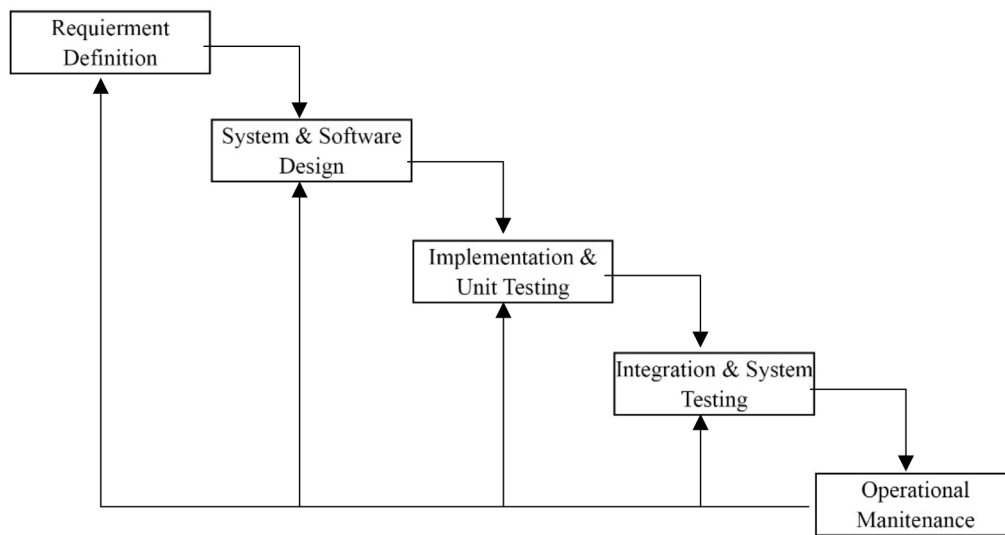 Requierment
Definition
System & Software
Design
Implementation &
Unit Testing
Integration & System
Testing
Operational
Manitenance